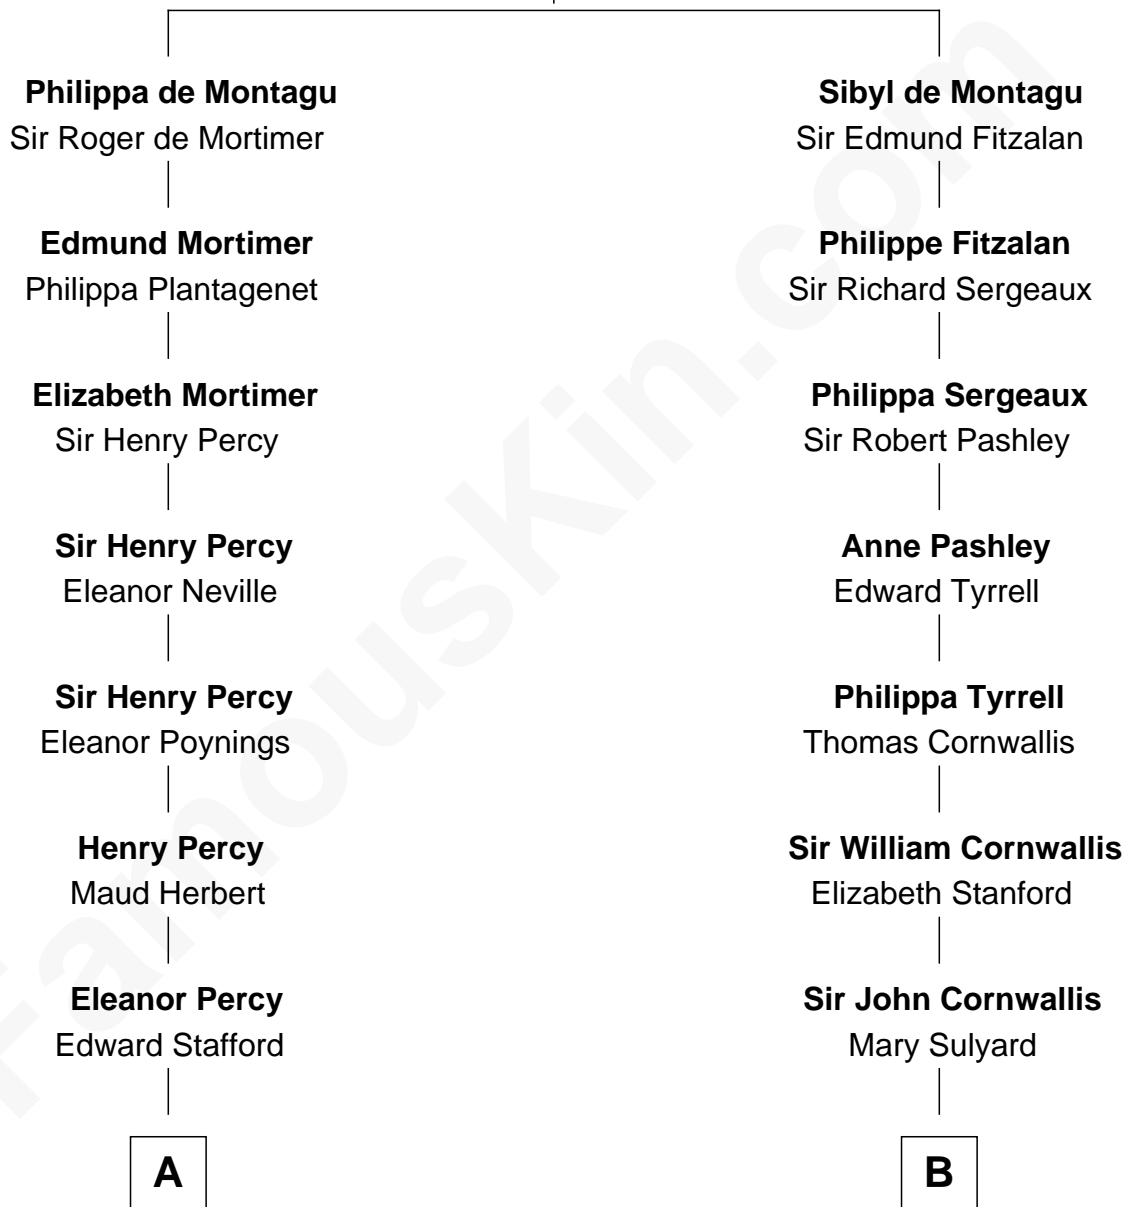 Philippa de Montagu
Sir Roger de Mortimer
Edmund Mortimer
Philippa Plantagenet
Elizabeth Mortimer
Sir Henry Percy
Sir Henry Percy
Eleanor Neville
Sir Henry Percy
Eleanor Poynings
Henry Percy
Maud Herbert
Eleanor Percy
Edward Stafford
A
Sibyl de Montagu
Sir Edmund Fitzalan
Philippe Fitzalan
Sir Richard Sergeaux
Philippa Sergeaux
Sir Robert Pashley
Anne Pashley
Edward Tyrrell
Philippa Tyrrell
Thomas Cornwallis
Sir William Cornwallis
Elizabeth Stanford
Sir John Cornwallis
Mary Sulyard
B
FamousKin.com